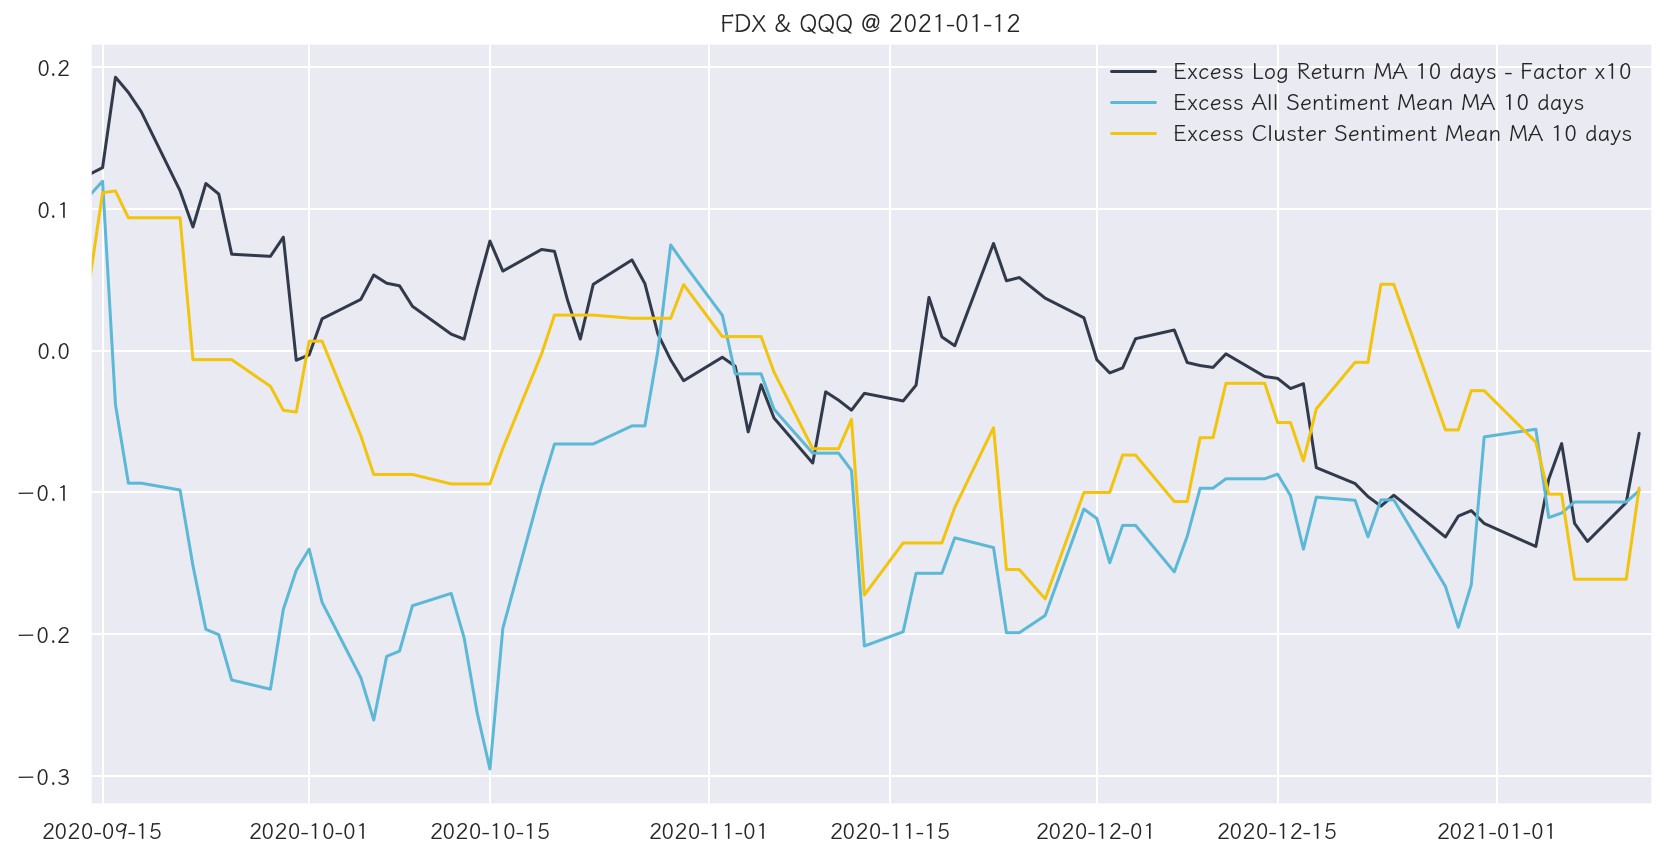 FDX & QQQ @ 2021-01-12
Excess Log Return MA 10 days - Factor x10
Excess All Sentiment Mean MA 10 days
Excess Cluster Sentiment Mean MA 10 days
0.2
0.1
0.0
−0.1
−0.2
−0.3
2020-09-15 2020-10-01 2020-10-15 2020-11-01 2020-11-15 2020-12-01 2020-12-15 2021-01-01